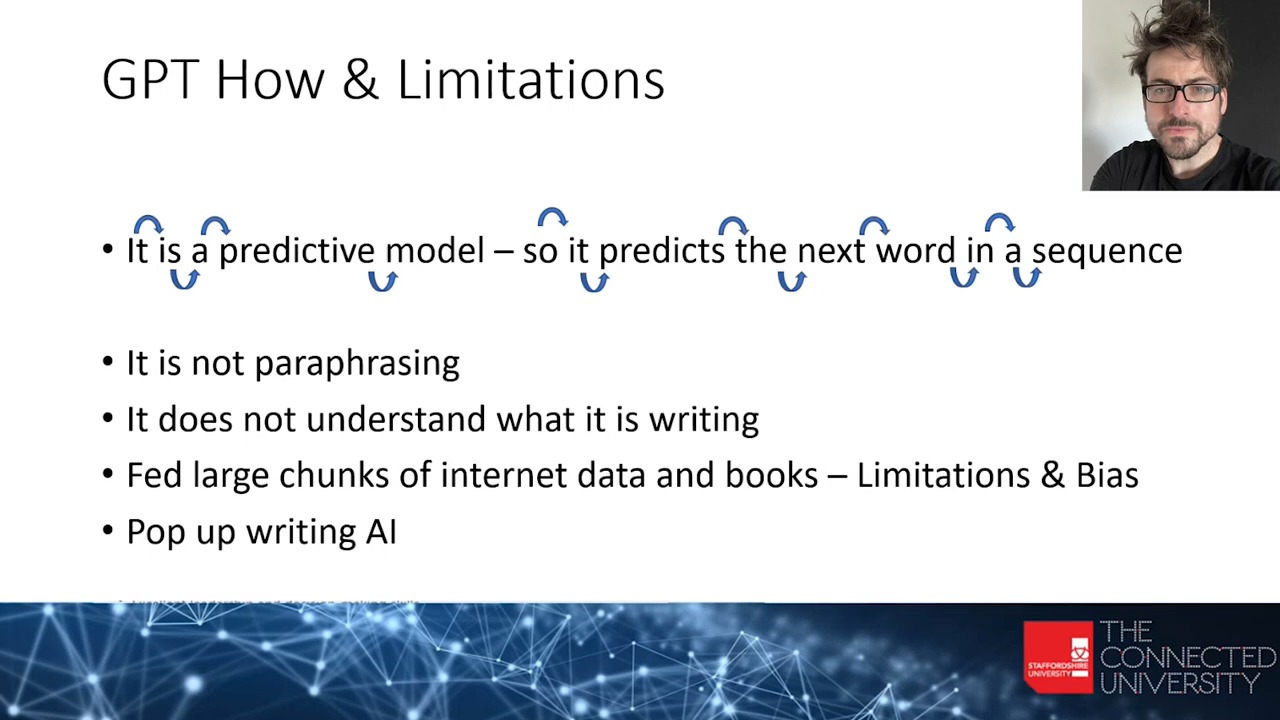 GPT How & Limitations
• It is a predictive model – so it predicts the next word in a sequence
• It is not paraphrasing
• It does not understand what it is writing
• Fed large chunks of internet data and books – Limitations & Bias
• Pop up writing AI
STAFFORDSHIRE
UNIVERSITY
THE
CONNECTED
UNIVERSITY